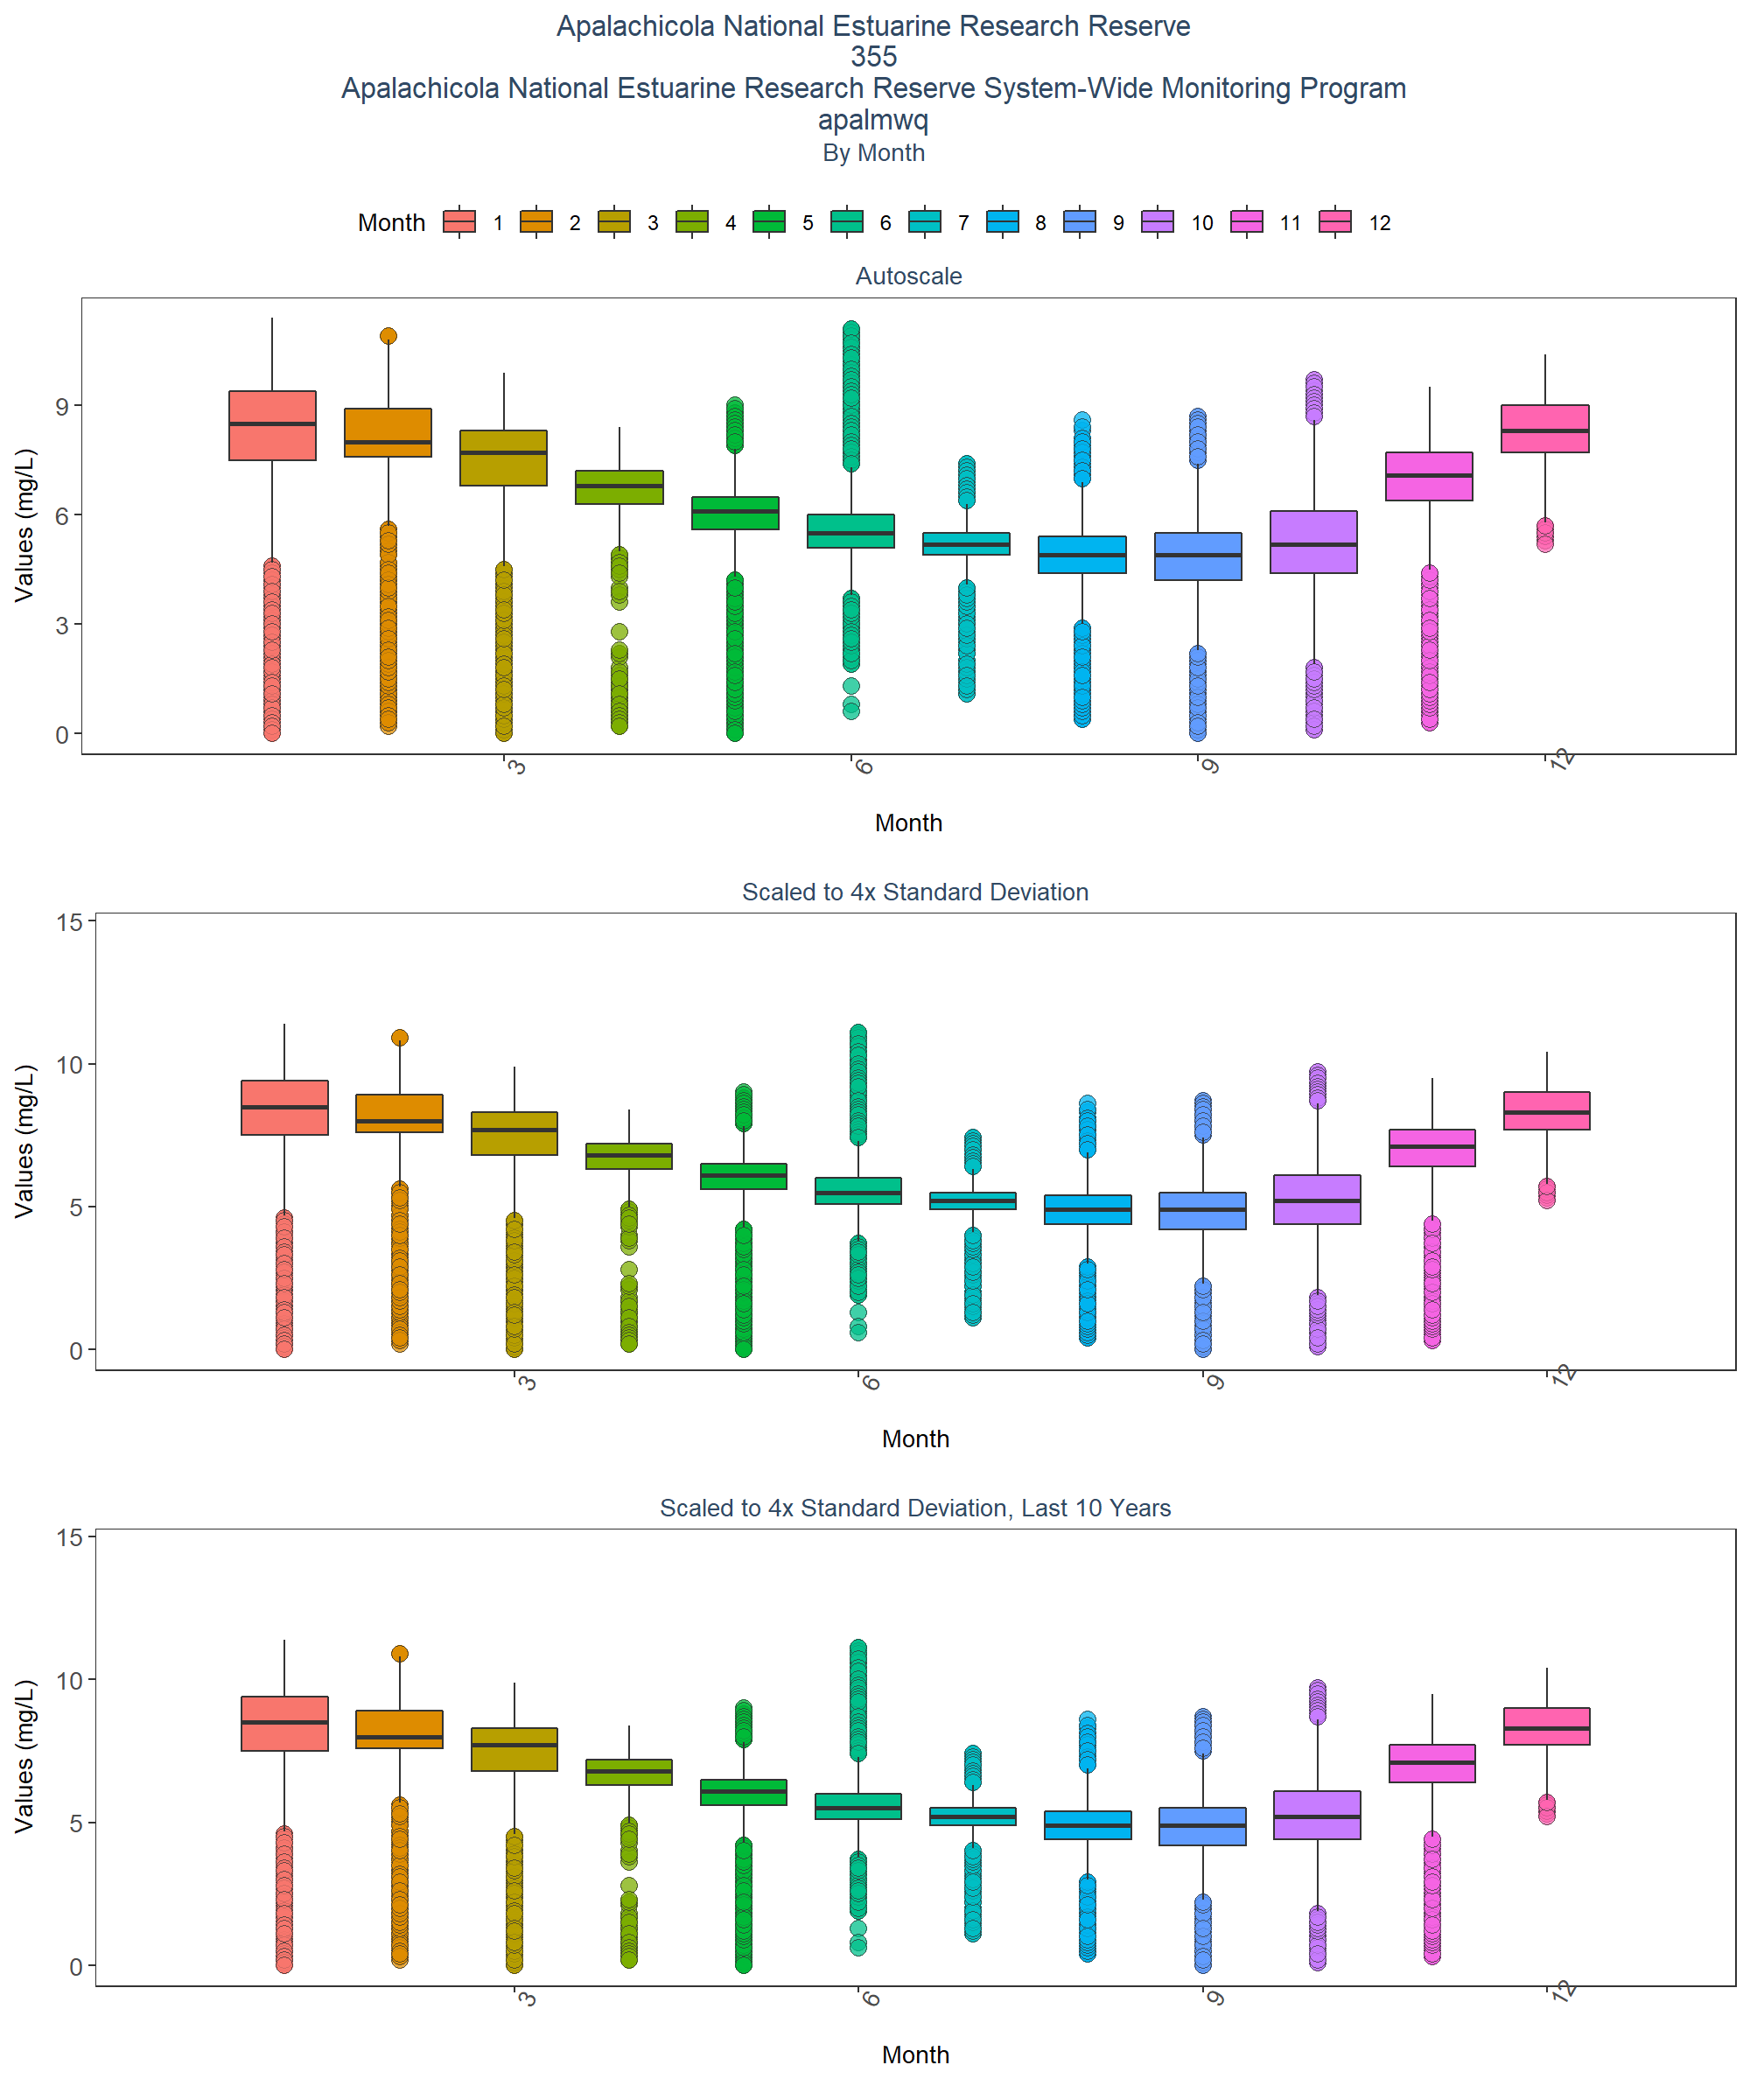 Apalachicola National Estuarine Research Reserve
355
Apalachicola National Estuarine Research Reserve System-Wide Monitoring Program
apalmwq
By Month
Month 1 2 3 4 5 6 7 8 9 10 11 12
Autoscale
Values (mg/L)
9
6
3
0
3 6 9 12
Month
Scaled to 4x Standard Deviation
Values (mg/L)
15
10
5
0
3 6 9 12
Month
Scaled to 4x Standard Deviation, Last 10 Years
Values (mg/L)
15
10
5
0
3 6 9 12
Month